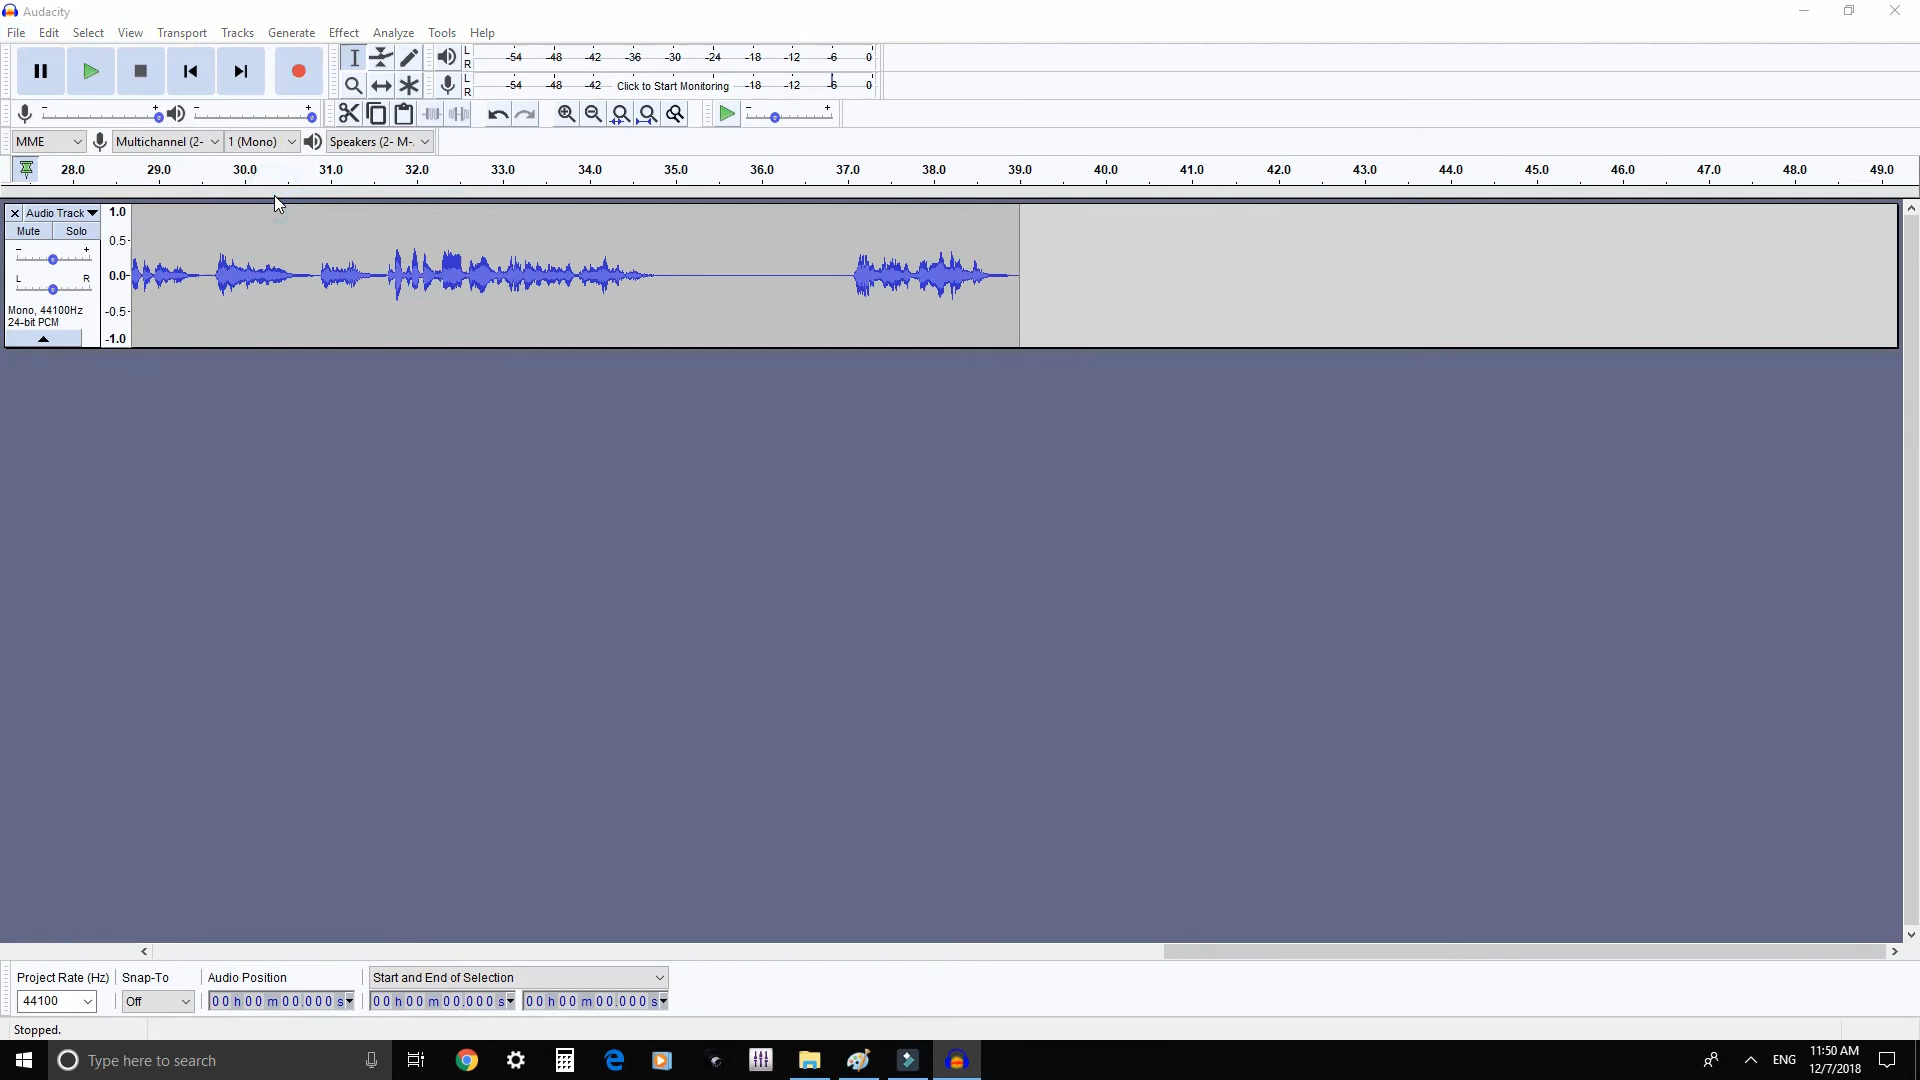 Audacity
File Edit Select View Transport Tracks Generate Effect Analyze Tools Help
L
R
-54 -48 -42 -36 -30 -24 -18 -12 -6 0
L
R
-54 -48 -42 Click to Start Monitoring -18 -12 -6 0
- + - + - +
MME Multichannel (2- 1 (Mono) Speakers (2- M-.
28.0 29.0 30.0 31.0 32.0 33.0 34.0 35.0 36.0 37.0 38.0 39.0 40.0 41.0 42.0 43.0 44.0 45.0 46.0 47.0 48.0 49.0
Audio Track 1.0
Mute Solo
0.5
- +
0.0
L R
Mono, 44100Hz
-0.5
24-bit PCM
-1.0
Project Rate (Hz) Snap-To Audio Position Start and End of Selection
44100 Off 00 h 00 m 00.000 s 00 h 00 m 00.000 s 00 h 00 m 00.000 s
Stopped.
Type here to search ENG 11:50 AM
12/7/2018